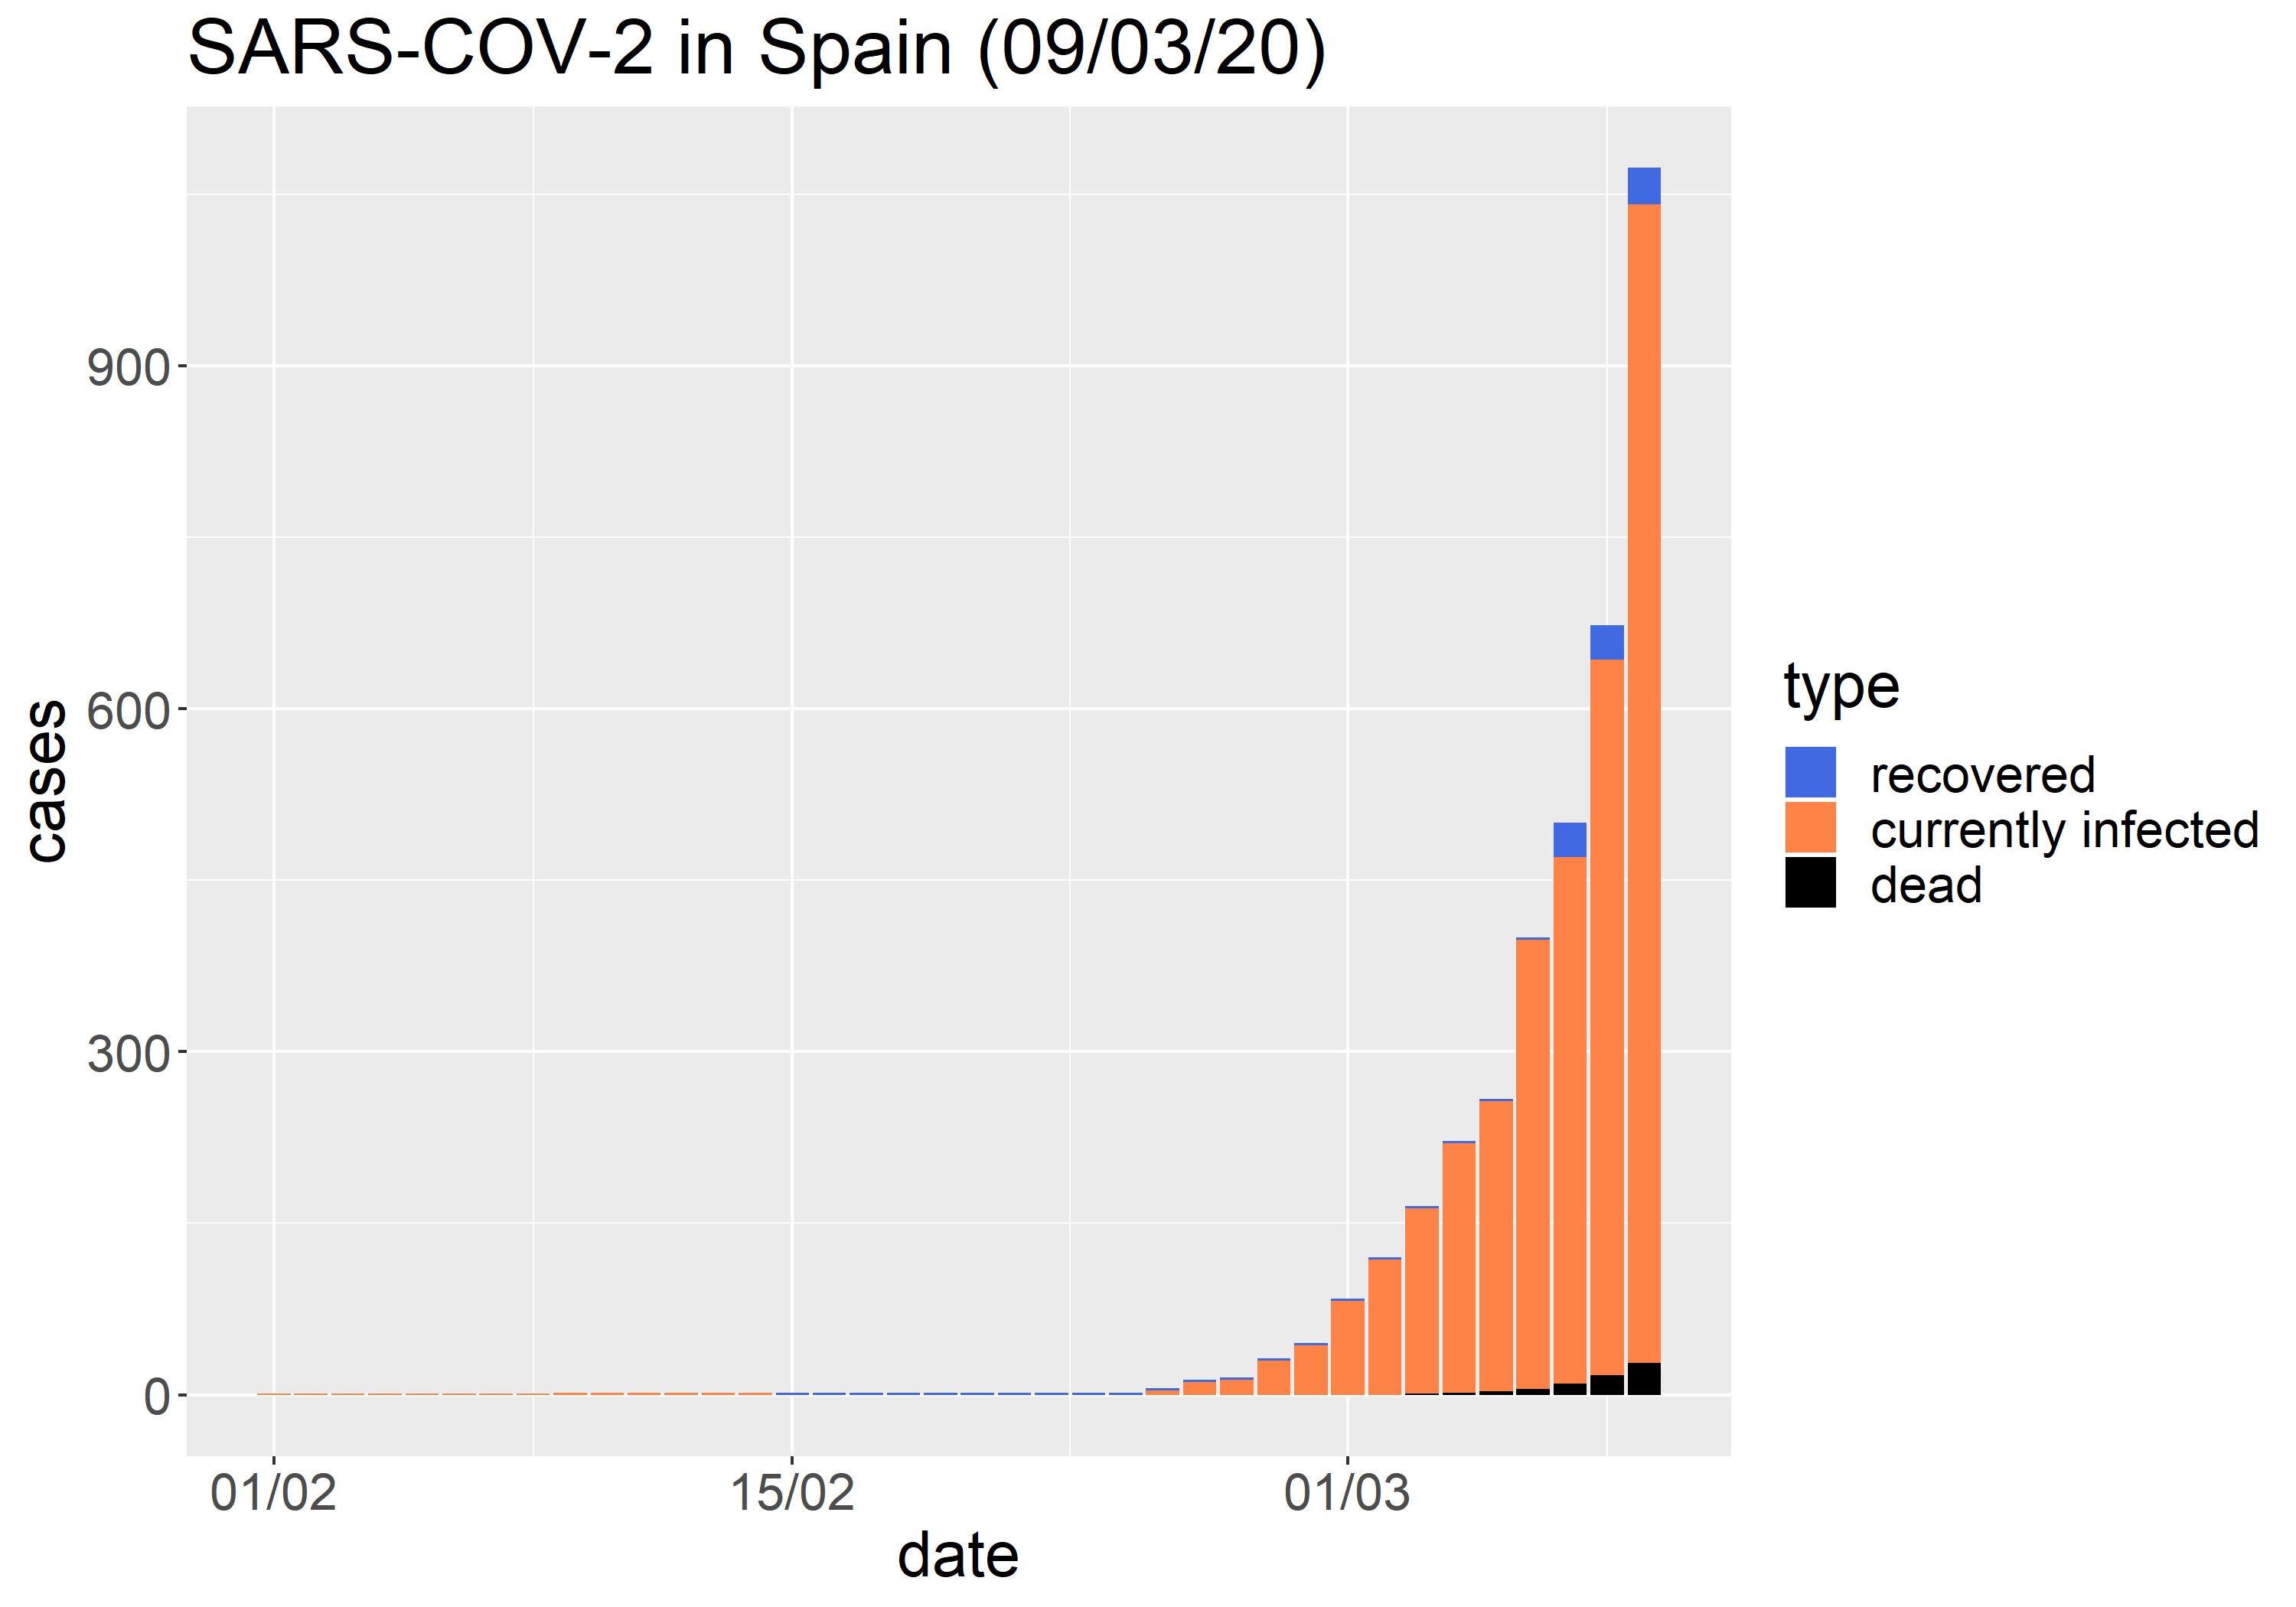 SARS-COV-2 in Spain (09/03/20)
cases
900
600
300
0
01/02 15/02 01/03
date
type
recovered
currently infected
dead